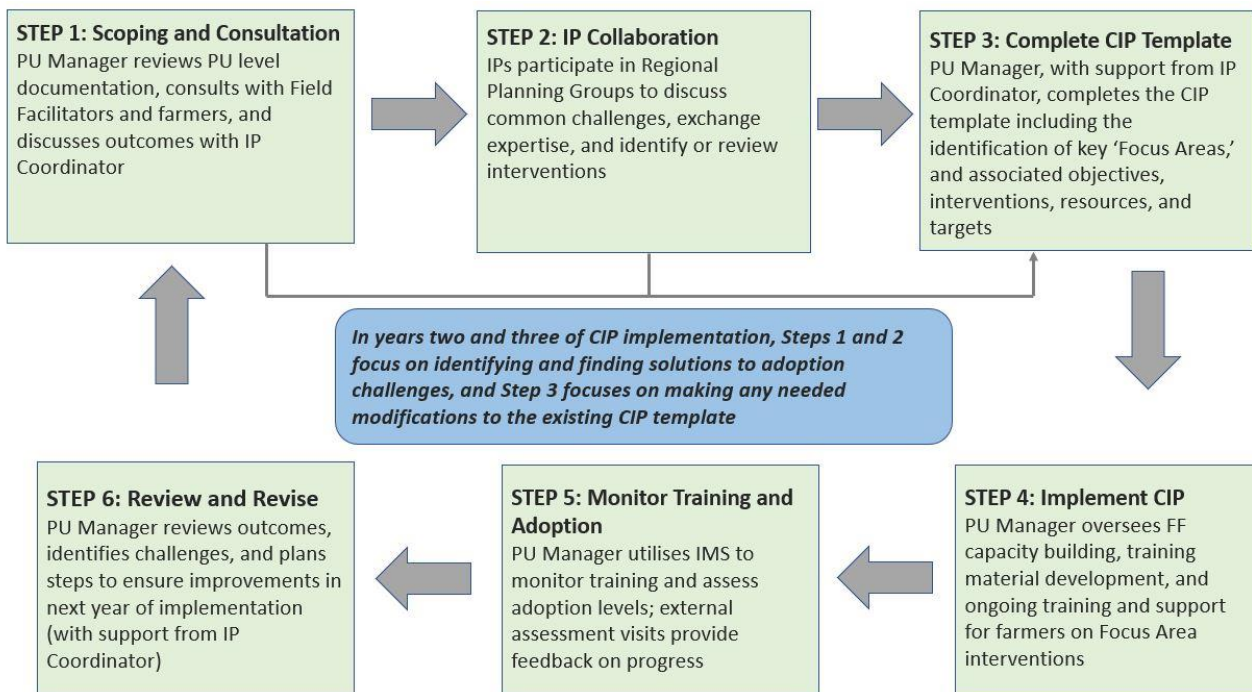 STEP 1: Scoping and Consultation
PU Manager reviews PU level
documentation, consults with Field
Facilitators and farmers, and
discusses outcomes with IP
Coordinator
STEP 2: IP Collaboration
IPs participate in Regional
Planning Groups to discuss
common challenges, exchange
expertise, and identify or review
interventions
STEP 3: Complete CIP Template
PU Manager, with support from IP
Coordinator, completes the CIP
template including the
identification of key ‘Focus Areas,’
and associated objectives,
interventions, resources, and
targets
In years two and three of CIP implementation, Steps 1 and 2
focus on identifying and finding solutions to adoption
challenges, and Step 3 focuses on making any needed
modifications to the existing CIP template
STEP 6: Review and Revise
PU Manager reviews outcomes,
identifies challenges, and plans
steps to ensure improvements in
next year of implementation
(with support from IP
Coordinator)
STEP 5: Monitor Training and
Adoption
PU Manager utilises IMS to
monitor training and assess
adoption levels; external
assessment visits provide
feedback on progress
STEP 4: Implement CIP
PU Manager oversees FF
capacity building, training
material development, and
ongoing training and support
for farmers on Focus Area
interventions